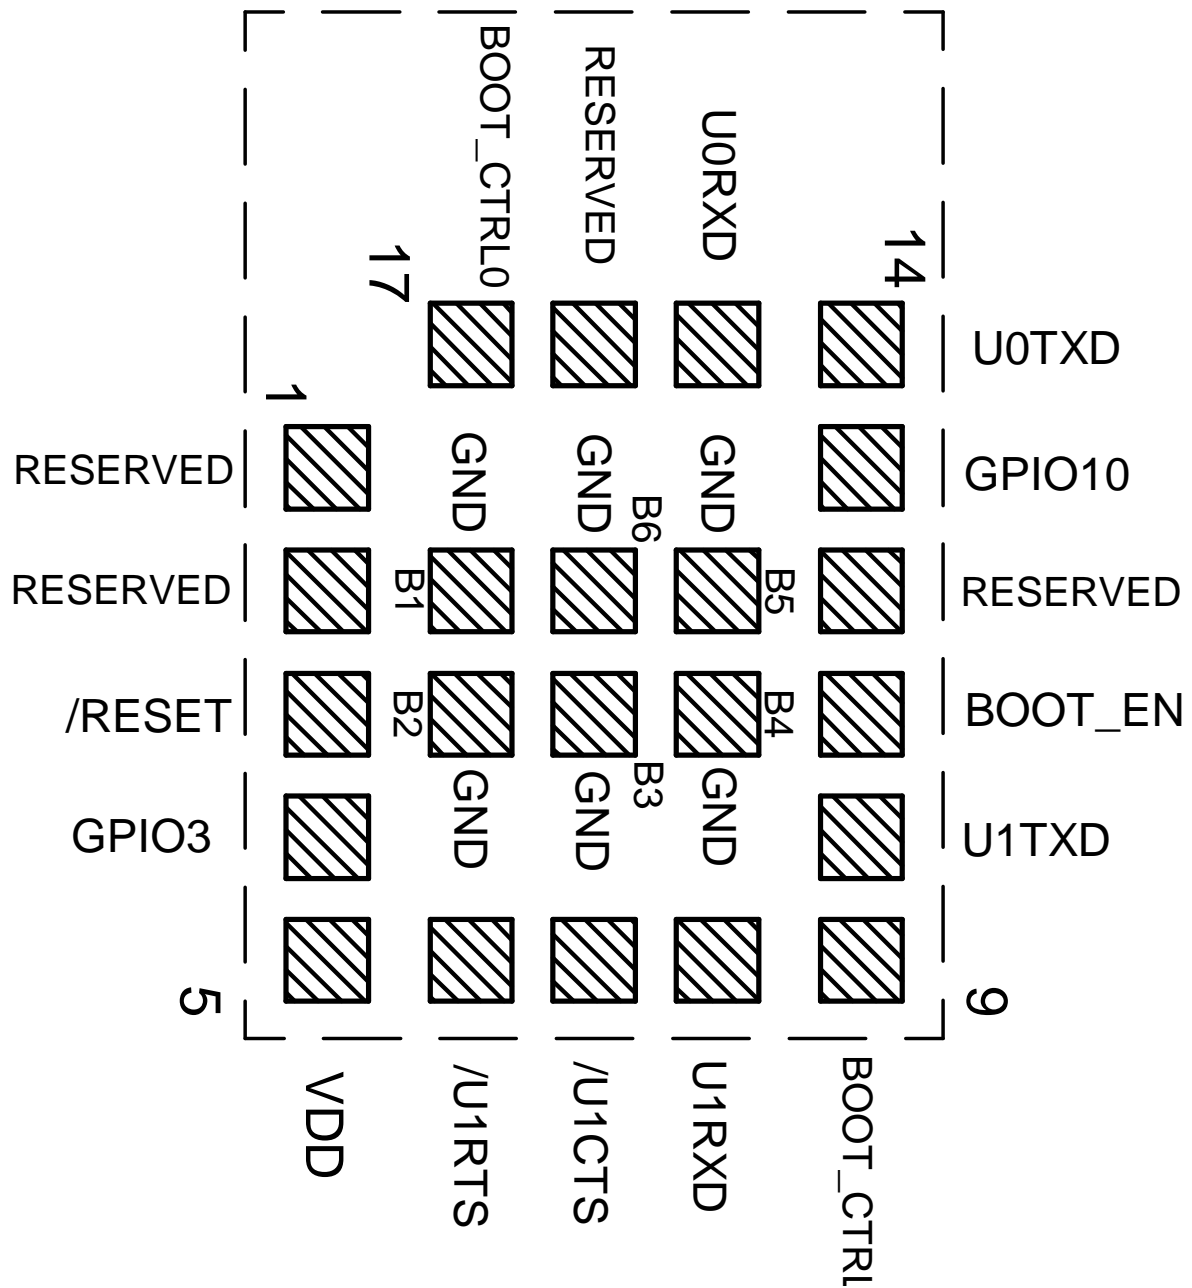 BOOT_CTRL0
RESERVED
U0RXD
17
14
U0TXD
1
RESERVED
GND
GND
GND
GPIO10
B6
RESERVED
B1
B5
RESERVED
/RESET
B2
B4
BOOT_EN
B3
GPIO3
GND
GND
GND
U1TXD
5
9
VDD
/U1RTS
/U1CTS
U1RXD
BOOT_CTRL